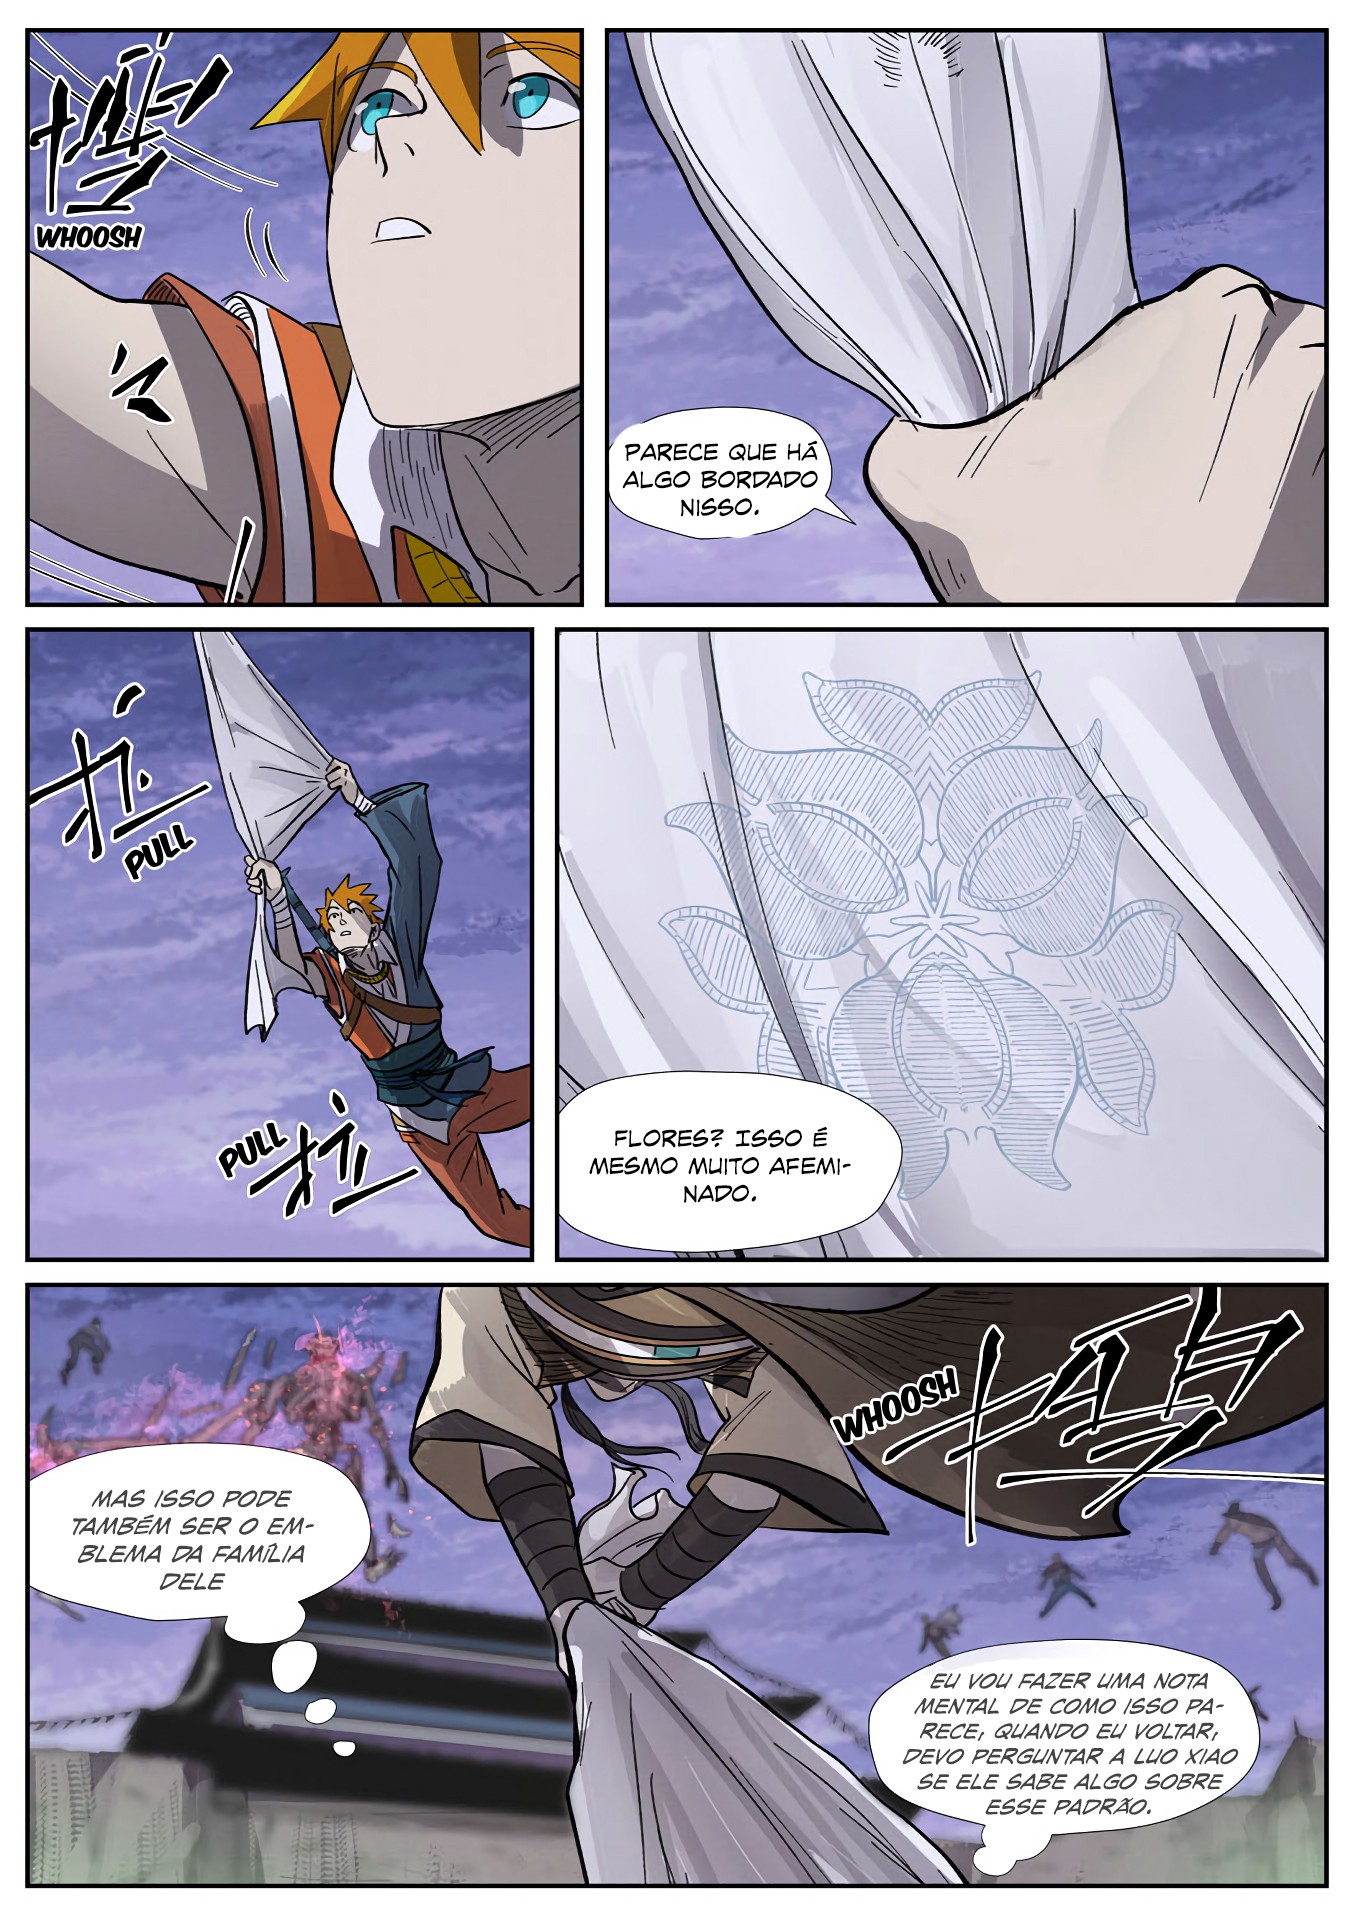 WHOOSH
PARECE QUE HÁ
ALGO BORDADO
NISSO.
拉
PULL
PULL
拉
FLORES? ISSO É
MESMO MUITO AFEMI-
NADO.
WHOOSH
MAS ISSO PODE
TAMBÉM SER O EM-
BLEMA DA FAMÍLIA
DELE
EU VOU FAZER UMA NOTA
MENTAL DE COMO ISSO PA-
RECE; QUANDO EU VOLTAR,
DEVO PERGUNTAR A LUO XIAO
SE ELE SABE ALGO SOBRE
ESSE PADRÃO.